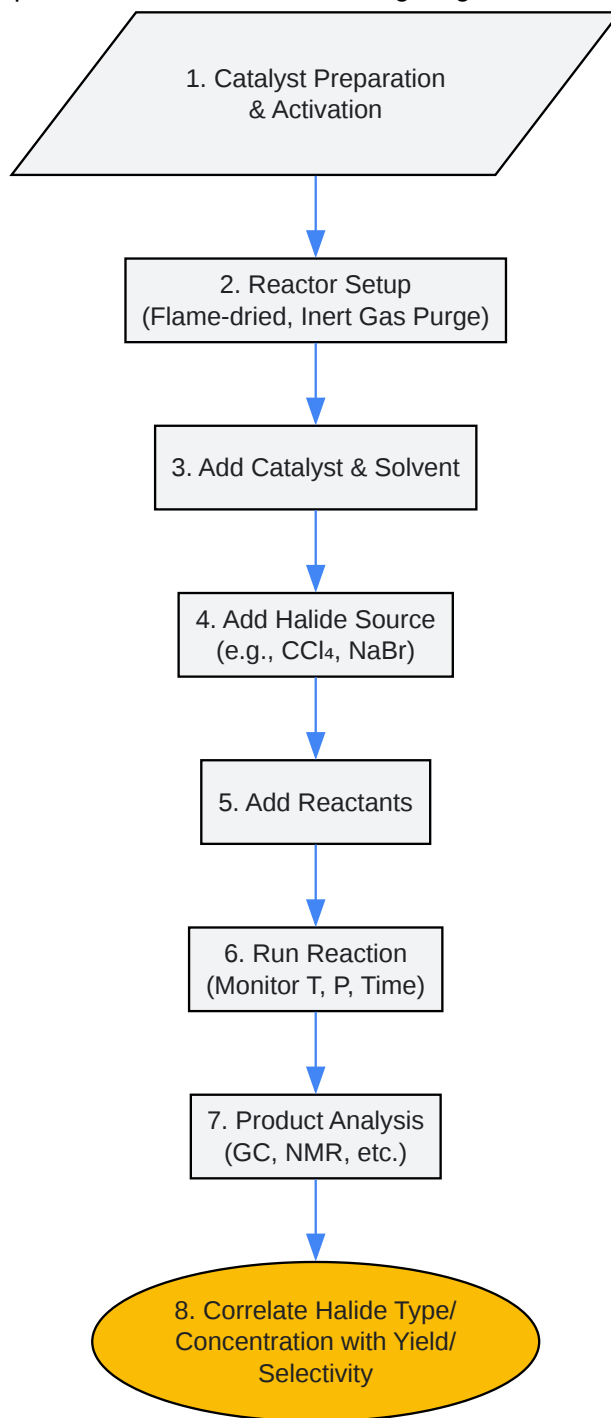 1. Catalyst Preparation
& Activation
2. Reactor Setup
(Flame-dried, Inert Gas Purge)
3. Add Catalyst & Solvent
4. Add Halide Source
(e.g., CCl₄, NaBr)
5. Add Reactants
6. Run Reaction
(Monitor T, P, Time)
7. Product Analysis
(GC, NMR, etc.)
8. Correlate Halide Type/
Concentration with Yield/
Selectivity